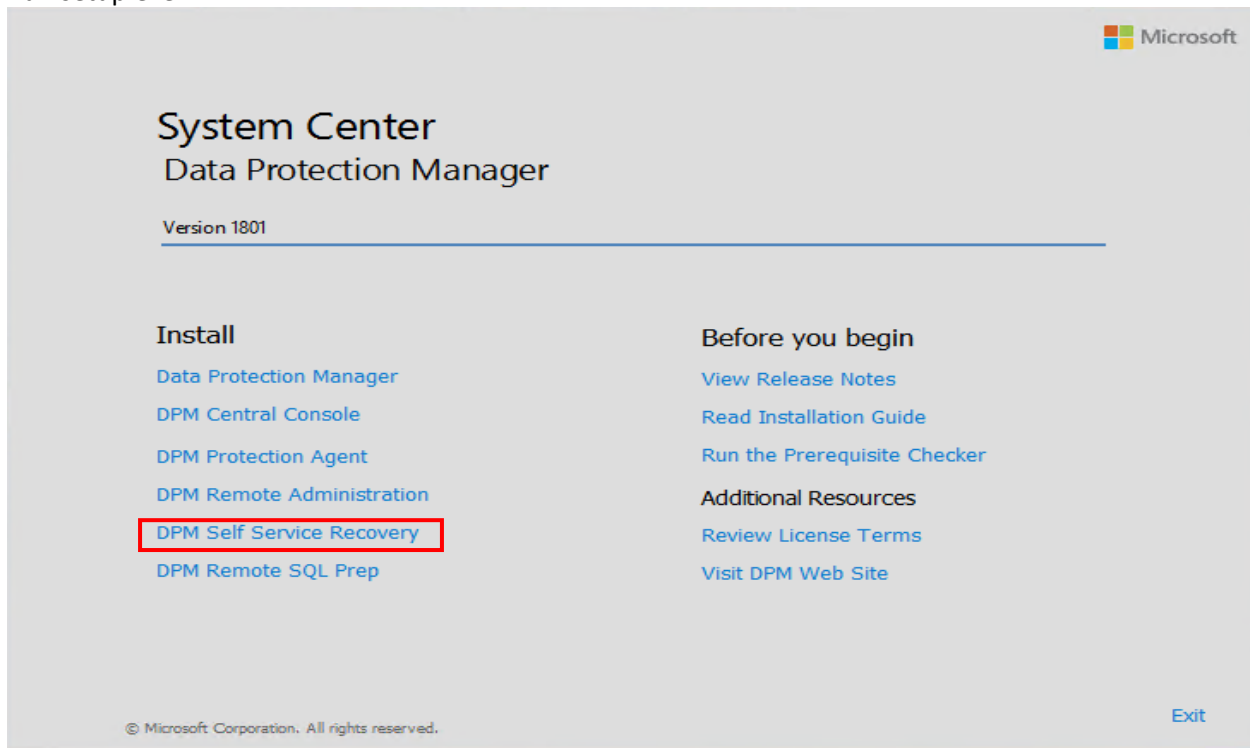 Microsoft
System Center
Data Protection Manager
Version 1801
Install
Data Protection Manager
DPM Central Console
DPM Protection Agent
DPM Remote Administration
DPM Self Service Recovery
DPM Remote SQL Prep
Before you begin
View Release Notes
Read Installation Guide
Run the Prerequisite Checker
Additional Resources
Review License Terms
Visit DPM Web Site
© Microsoft Corporation. All rights reserved.
Exit